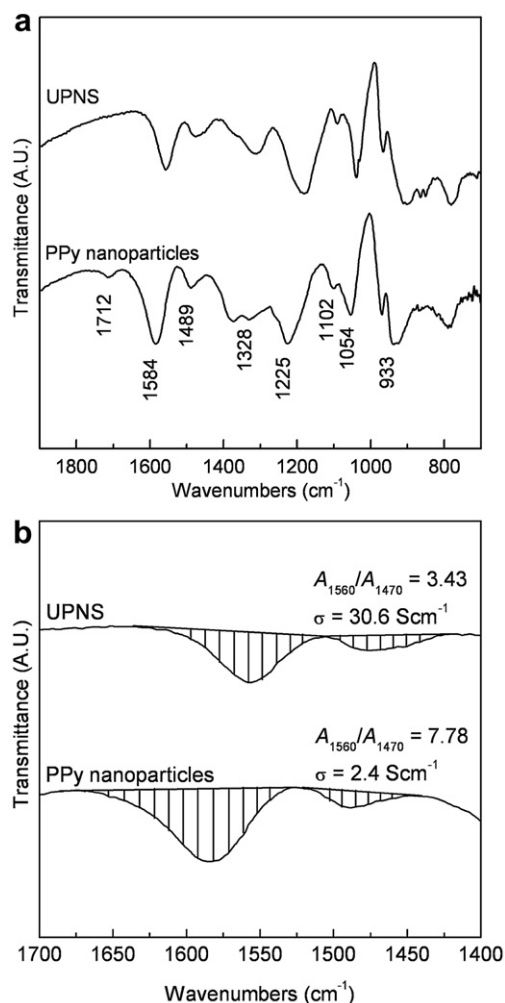 a
UPNS
PPy nanoparticles
1712
1584
1489
1328
1225
1102
1054
933
Transmittance (A.U.)
1800 1600 1400 1200 1000 800
Wavenumbers (cm⁻¹)
b
UPNS
A₁₅₆₀/A₁₄₇₀ = 3.43
σ = 30.6 Scm⁻¹
PPy nanoparticles
A₁₅₆₀/A₁₄₇₀ = 7.78
σ = 2.4 Scm⁻¹
Transmittance (A.U.)
1700 1650 1600 1550 1500 1450 1400
Wavenumbers (cm⁻¹)